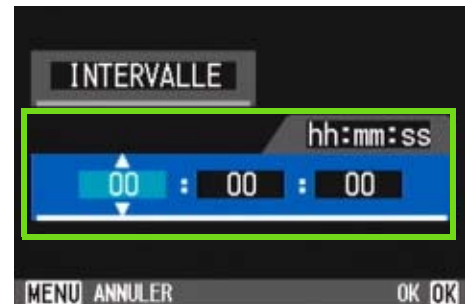 INTERVALLE
hh:mm:ss
00 : 00 : 00
MENU ANNULER OK OK